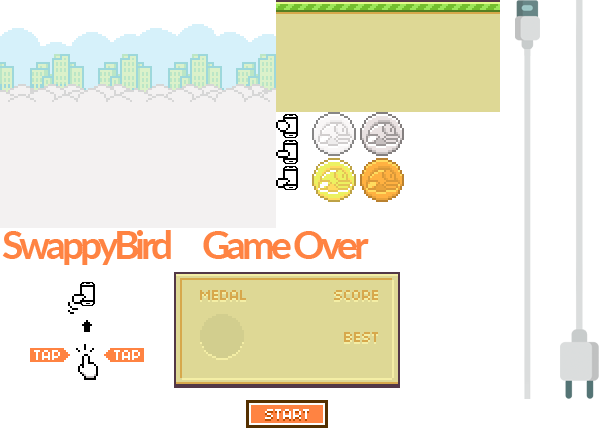 SwappyBird
Game Over
MEDAL
SCORE
BEST
TAP
TAP
START